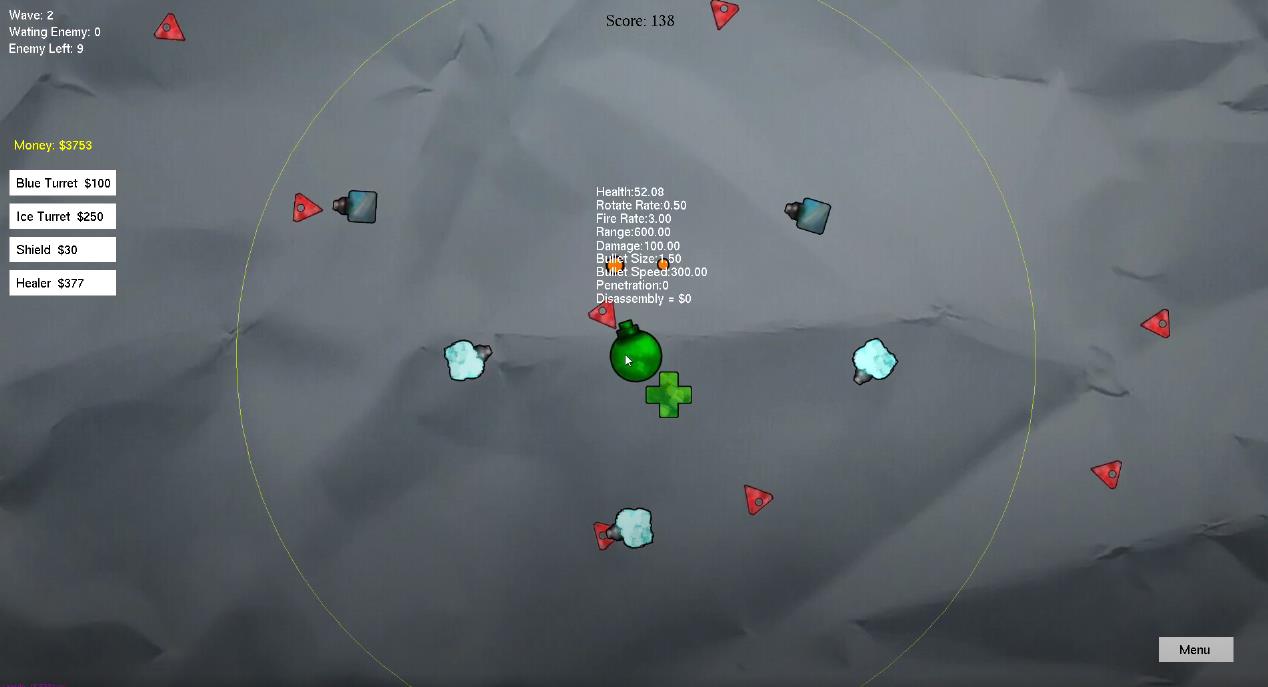 Wave: 2
Wating Enemy: 0
Enemy Left: 9
Score: 138
Money: $3753
Blue Turret $100
Ice Turret $250
Shield $30
Healer $377
Health:52.08
Rotate Rate:0.50
Fire Rate:3.00
Range:600.00
Damage:100.00
Bullet Size:1.50
Bullet Speed:300.00
Penetration:0
Disassembly = $0
Menu